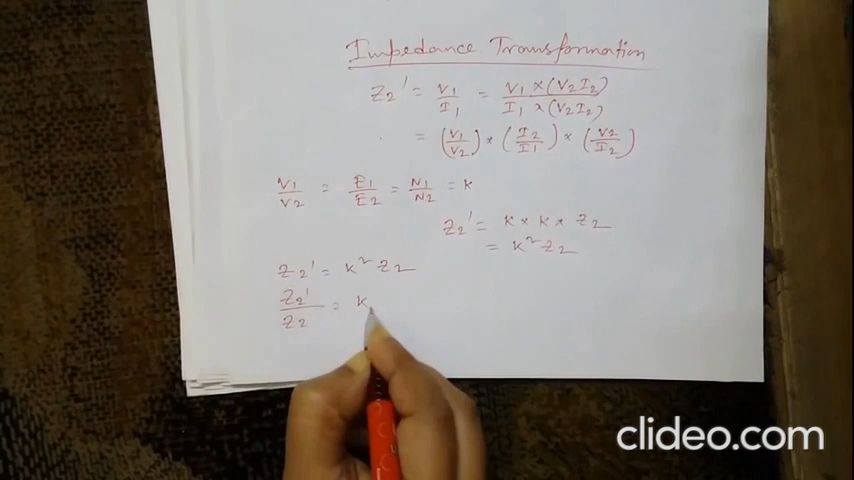 Impedance Transformation
Z2' = V1/I1 = V1 × (V2 I2)/I1 × (V2 I2)
= (V1/V2) × (I2/I1) × (V2/I2)
V1/V2 = E1/E2 = N1/N2 = K
Z2' = K × K × Z2
= K² Z2
Z2' = K² Z2
Z2'/Z2 = K
clideo.com